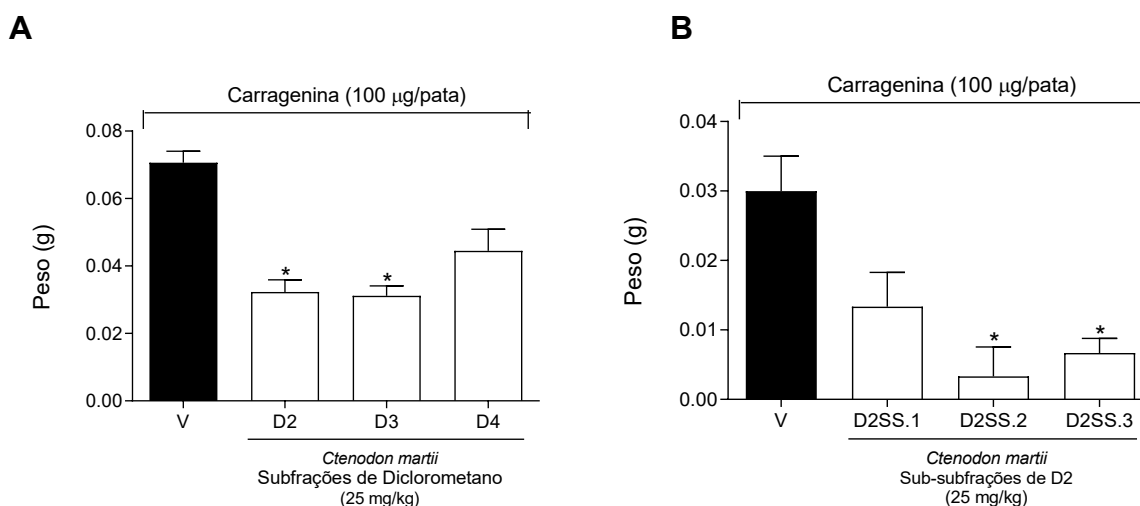 A
Carragenina (100 μg/pata)
0.08
0.06
0.04
0.02
0.00
Peso (g)
*
*
V
D2
D3
D4
Ctenodon martii
Subfrações de Diclorometano
(25 mg/kg)
B
Carragenina (100 μg/pata)
0.04
0.03
0.02
0.01
0.00
Peso (g)
*
*
V
D2SS.1
D2SS.2
D2SS.3
Ctenodon martii
Sub-subfrações de D2
(25 mg/kg)